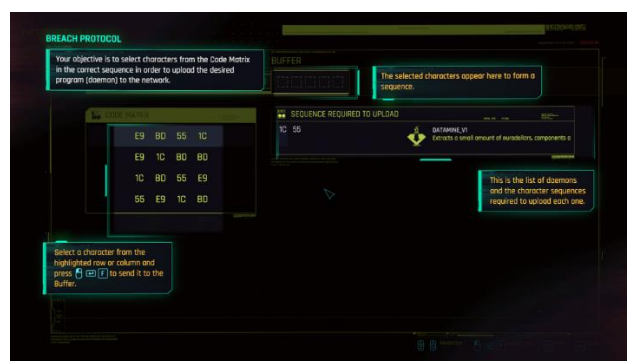 BREACH PROTOCOL
Your objective is to select characters from the Code Matrix
in the correct sequence in order to upload the desired
program (daemon) to the network.
BUFFER
The selected characters appear here to form a
sequence.
CODE MATRIX
E9 BD 55 1C
E9 1C BD BD
1C BD 55 E9
55 E9 1C BD
SEQUENCE REQUIRED TO UPLOAD
1C 55
DATAMINE_V1
Extracts a small amount of eurodollars, components a
This is the list of daemons
and the character sequences
required to upload each one.
Select a character from the
highlighted row or column and
press F to send it to the
Buffer.